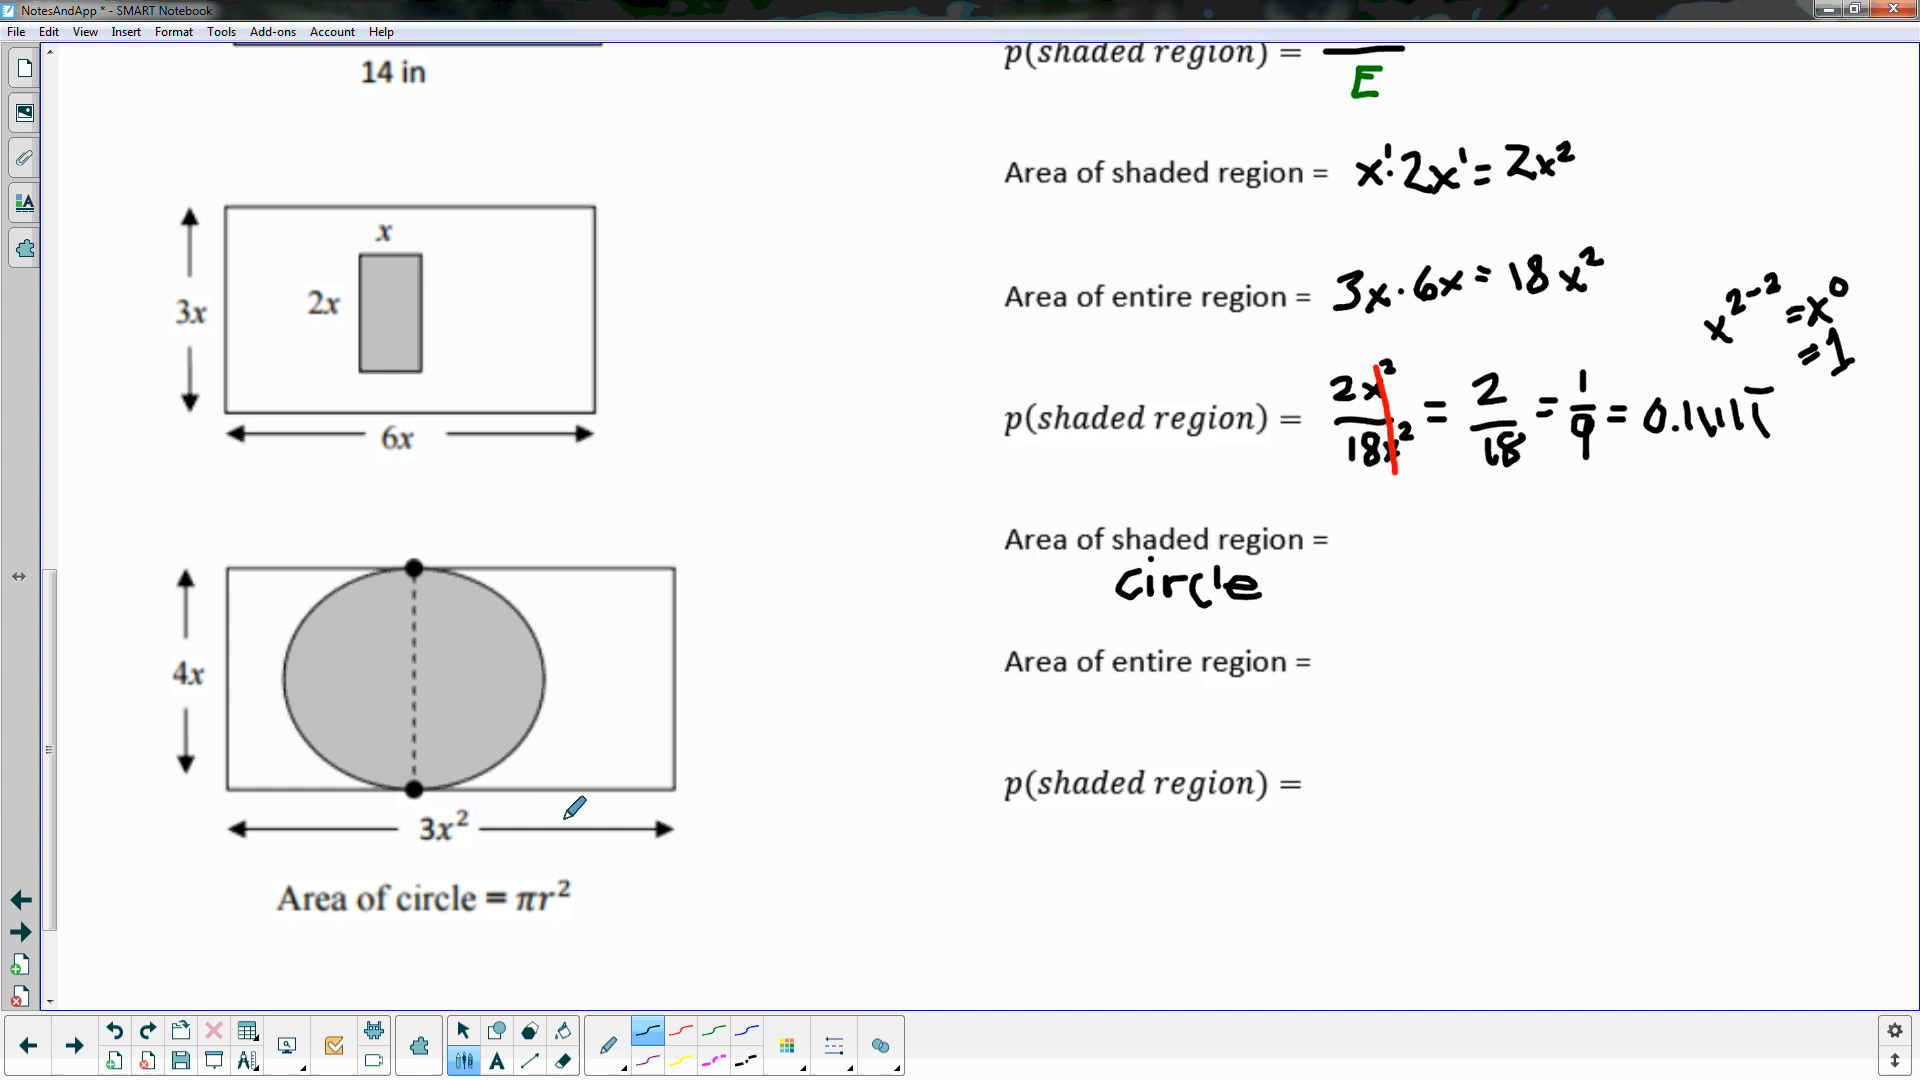 NotesAndApp * - SMART Notebook
File Edit View Insert Format Tools Add-ons Account Help
14 in
p(shaded region) =
E
x
2x
3x
6x
Area of shaded region = x¹·2x¹=2x²
Area of entire region = 3x·6x=18x²
x²⁻² =x⁰
=1
p(shaded region) = 2x²/18x² = 2/18 = 1/9 = 0.1111̅
4x
3x²
Area of circle = πr²
Area of shaded region =
circle
Area of entire region =
p(shaded region) =